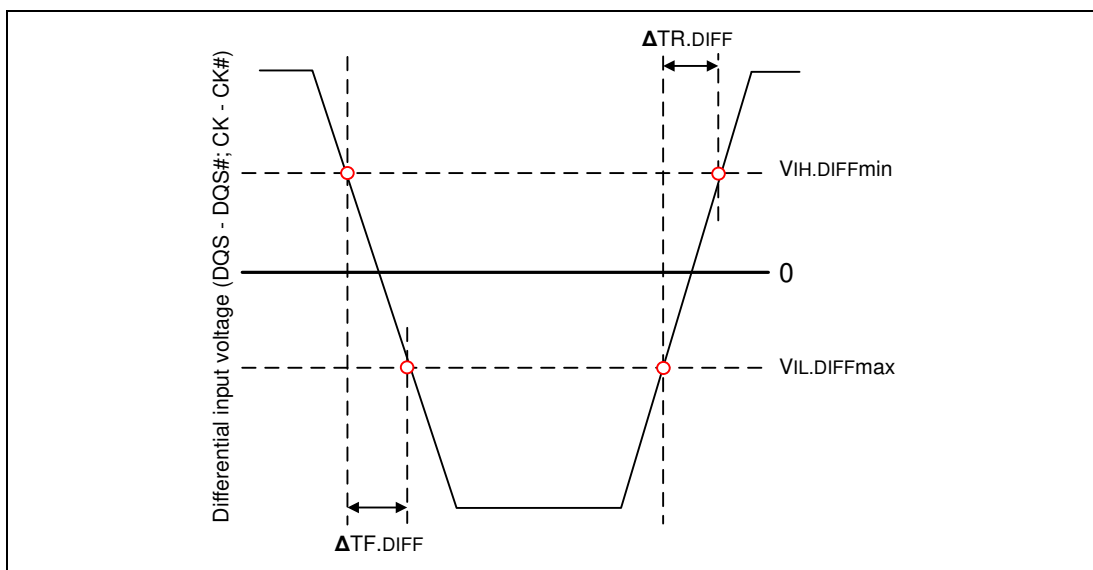 Differential input voltage (DQS - DQS#; CK - CK#)
ΔTR.DIFF
VIH.DIFFmin
0
VIL.DIFFmax
ΔTF.DIFF